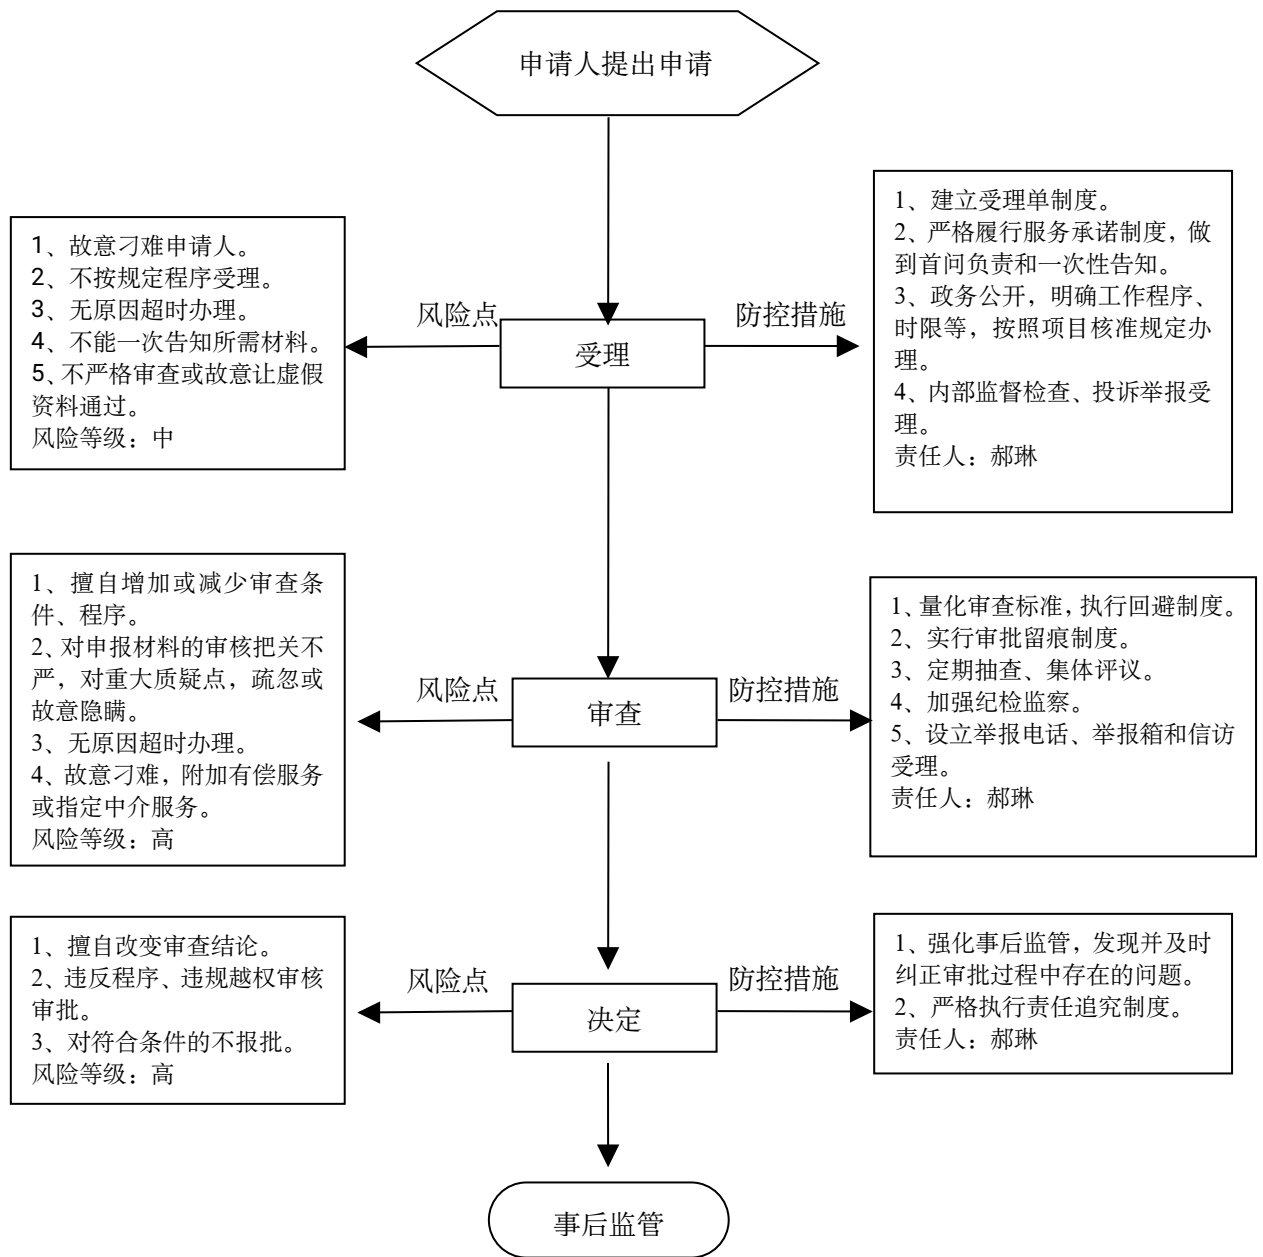 申请人提出申请
1、故意刁难申请人。
2、不按规定程序受理。
3、无原因超时办理。
4、不能一次告知所需材料。
5、不严格审查或故意让虚假
资料通过。
风险等级：中
风险点
受理
防控措施
1、建立受理单制度。
2、严格履行服务承诺制度，做
到首问负责和一次性告知。
3、政务公开，明确工作程序、
时限等，按照项目核准规定办
理。
4、内部监督检查、投诉举报受
理。
责任人：郝琳
1、擅自增加或减少审查条
件、程序。
2、对申报材料的审核把关不
严，对重大质疑点，疏忽或
故意隐瞒。
3、无原因超时办理。
4、故意刁难，附加有偿服务
或指定中介服务。
风险等级：高
风险点
审查
防控措施
1、量化审查标准，执行回避制度。
2、实行审批留痕制度。
3、定期抽查、集体评议。
4、加强纪检监察。
5、设立举报电话、举报箱和信访
受理。
责任人：郝琳
1、擅自改变审查结论。
2、违反程序、违规越权审核
审批。
3、对符合条件的不报批。
风险等级：高
风险点
决定
防控措施
1、强化事后监管，发现并及时
纠正审批过程中存在的问题。
2、严格执行责任追究制度。
责任人：郝琳
事后监管